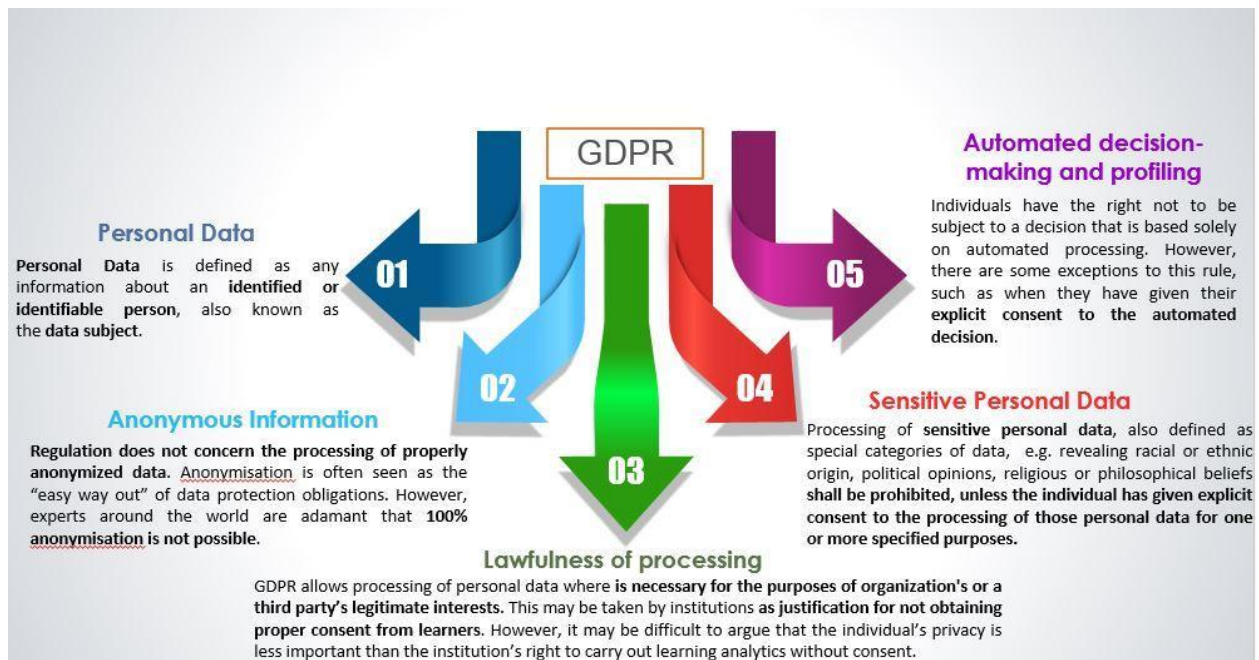 GDPR
01
Personal Data
Personal Data is defined as any
information about an identified or
identifiable person, also known as
the data subject.
02
Anonymous Information
Regulation does not concern the processing of properly
anonymized data. Anonymisation is often seen as the
“easy way out” of data protection obligations. However,
experts around the world are adamant that 100%
anonymisation is not possible.
03
Lawfulness of processing
GDPR allows processing of personal data where is necessary for the purposes of organization's or a
third party’s legitimate interests. This may be taken by institutions as justification for not obtaining
proper consent from learners. However, it may be difficult to argue that the individual’s privacy is
less important than the institution’s right to carry out learning analytics without consent.
04
Sensitive Personal Data
Processing of sensitive personal data, also defined as
special categories of data, e.g. revealing racial or ethnic
origin, political opinions, religious or philosophical beliefs
shall be prohibited, unless the individual has given explicit
consent to the processing of those personal data for one
or more specified purposes.
05
Automated decision-
making and profiling
Individuals have the right not to be
subject to a decision that is based solely
on automated processing. However,
there are some exceptions to this rule,
such as when they have given their
explicit consent to the automated
decision.